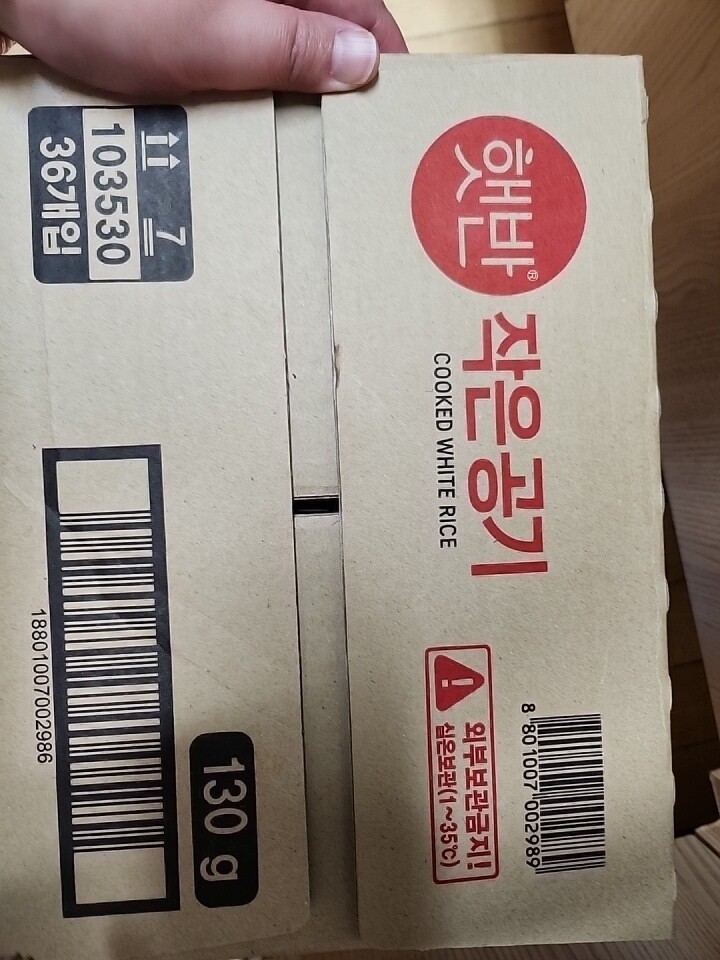 햇반®
작은공기
COOKED WHITE RICE
외부보관금지!
실온보관(1~35℃)
8 801007 002989
7
103530
36개입
130 g
18801007002986